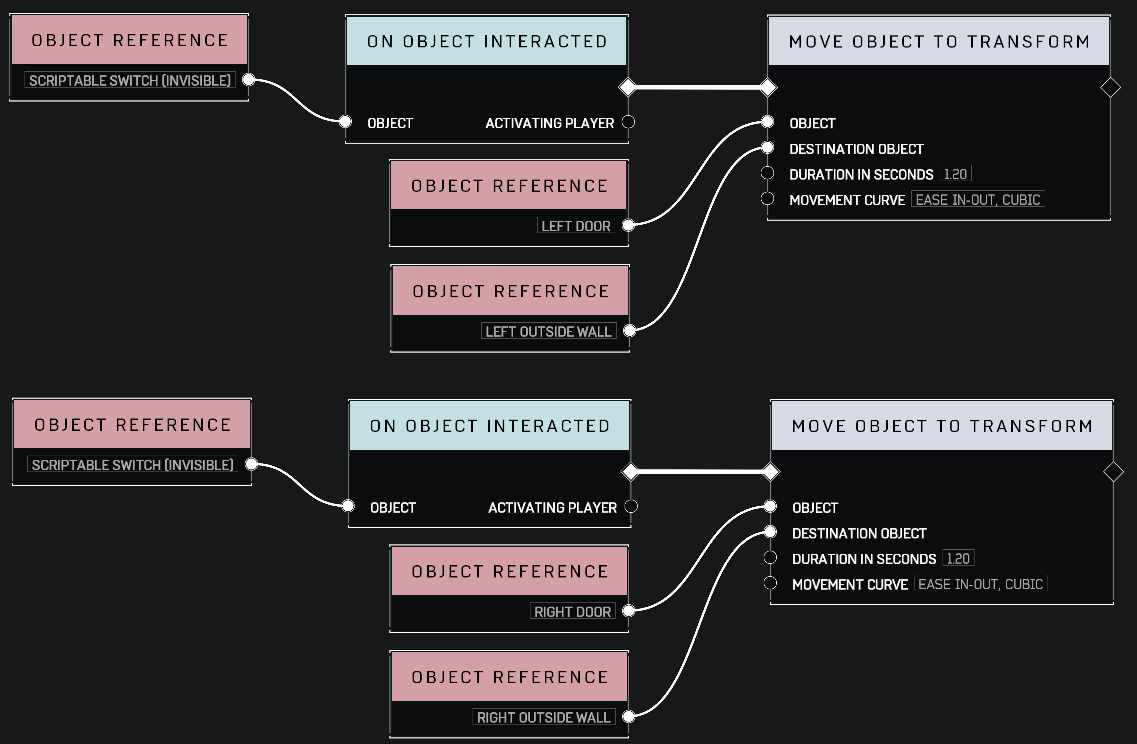 OBJECT REFERENCE
SCRIPTABLE SWITCH (INVISIBLE)
ON OBJECT INTERACTED
OBJECT
ACTIVATING PLAYER
OBJECT REFERENCE
LEFT DOOR
OBJECT REFERENCE
LEFT OUTSIDE WALL
MOVE OBJECT TO TRANSFORM
OBJECT
DESTINATION OBJECT
DURATION IN SECONDS 1.20
MOVEMENT CURVE EASE IN-OUT, CUBIC
OBJECT REFERENCE
SCRIPTABLE SWITCH (INVISIBLE)
ON OBJECT INTERACTED
OBJECT
ACTIVATING PLAYER
OBJECT REFERENCE
RIGHT DOOR
OBJECT REFERENCE
RIGHT OUTSIDE WALL
MOVE OBJECT TO TRANSFORM
OBJECT
DESTINATION OBJECT
DURATION IN SECONDS 1.20
MOVEMENT CURVE EASE IN-OUT, CUBIC